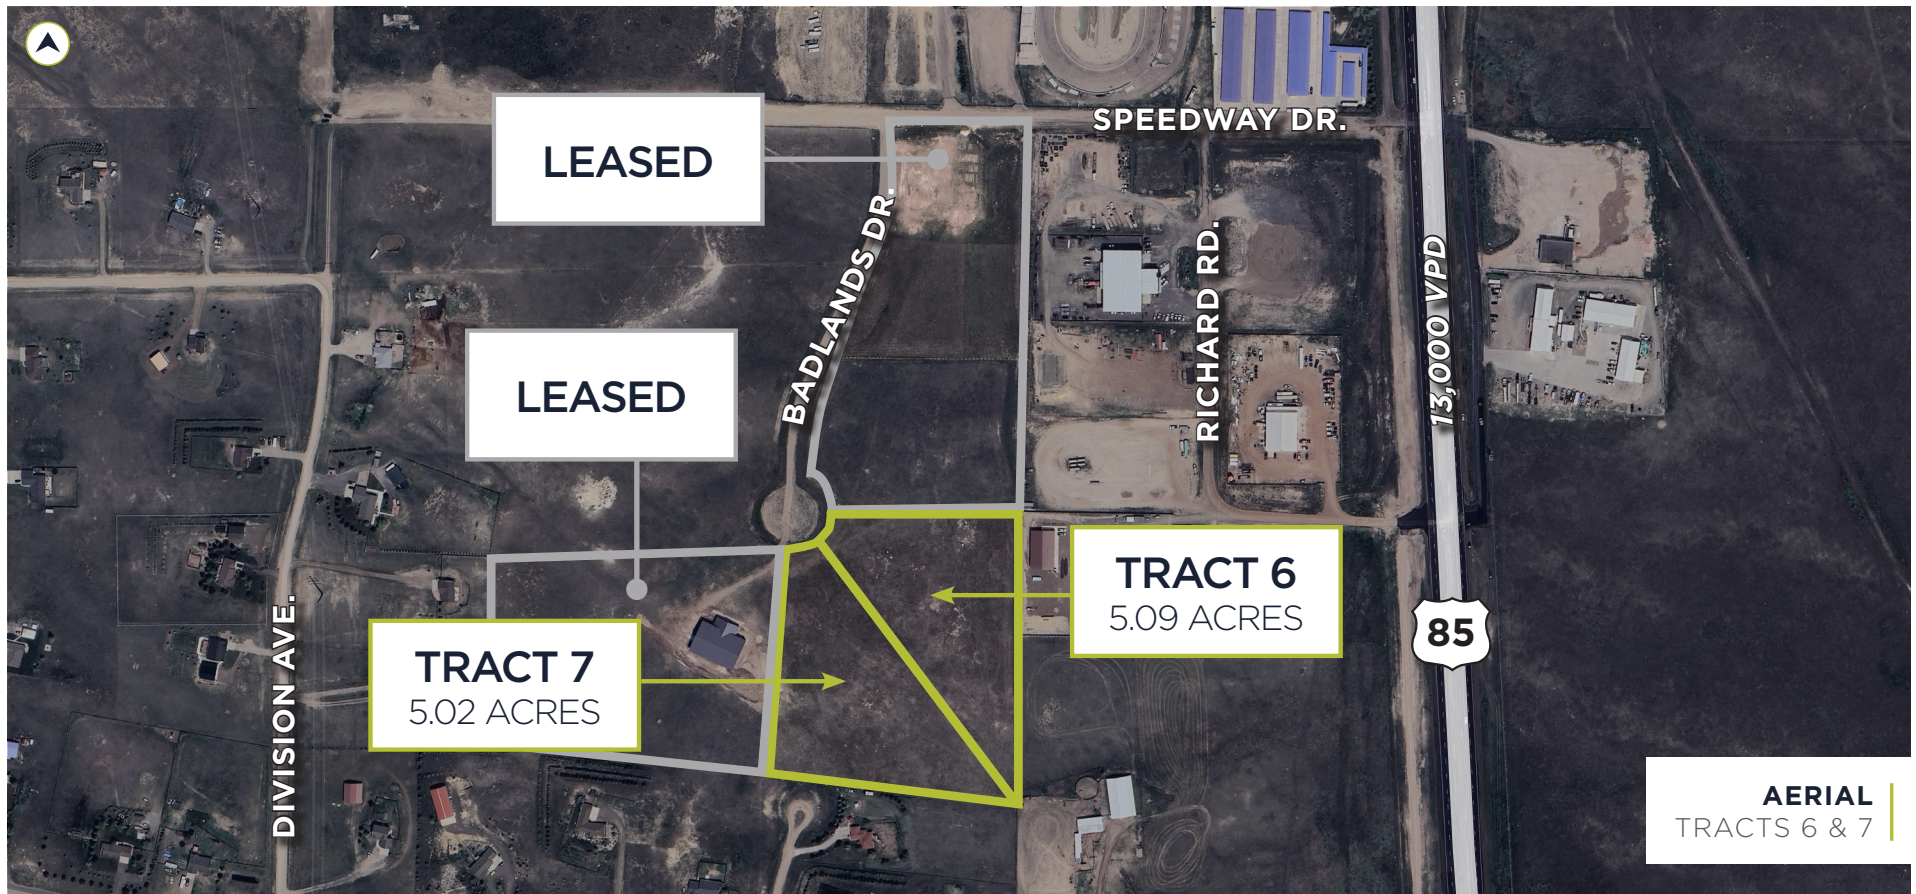 SPEEDWAY DR.
LEASED
BADLANDS DR.
RICHARD RD.
13,000 VPD
LEASED
TRACT 6
5.09 ACRES
85
DIVISION AVE.
TRACT 7
5.02 ACRES
AERIAL
TRACTS 6 & 7